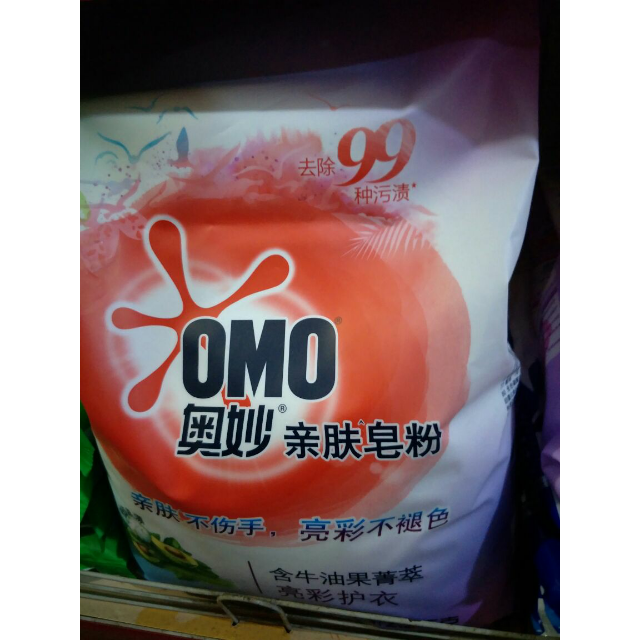 去除99
种污渍*
OMO®
奥妙® 亲肤^皂粉
亲肤^不伤手，亮彩不褪色
含牛油果菁萃
亮彩护衣